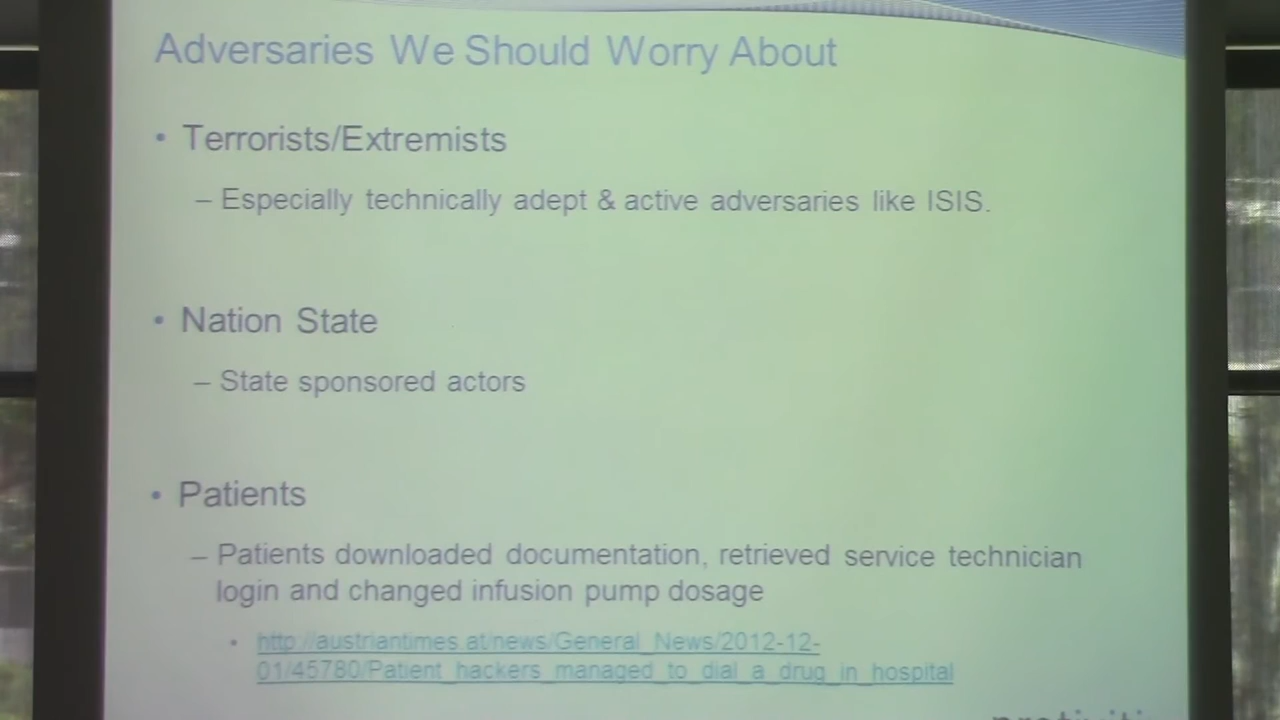 Adversaries We Should Worry About
• Terrorists/Extremists
– Especially technically adept & active adversaries like ISIS.
• Nation State
– State sponsored actors
• Patients
– Patients downloaded documentation, retrieved service technician
login and changed infusion pump dosage
• http://austriantimes.at/news/General_News/2012-12-
01/45780/Patient_hackers_managed_to_dial_a_drug_in_hospital